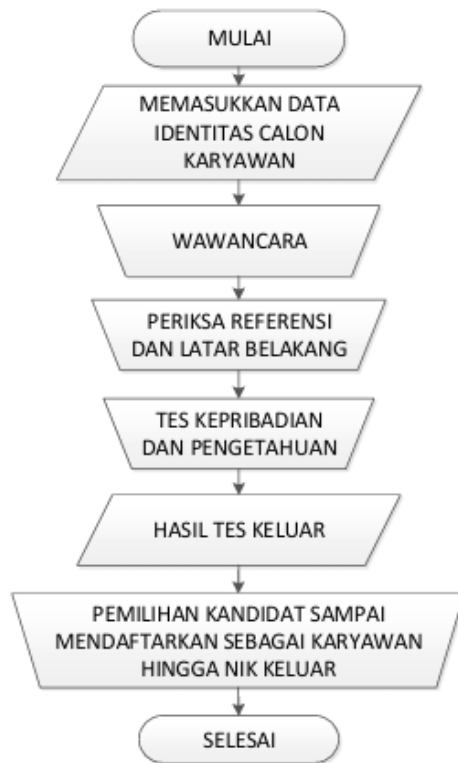 MULAI
MEMASUKKAN DATA
IDENTITAS CALON
KARYAWAN
WAWANCARA
PERIKSA REFERENSI
DAN LATAR BELAKANG
TES KEPRIBADIAN
DAN PENGETAHUAN
HASIL TES KELUAR
PEMILIHAN KANDIDAT SAMPAI
MENDAFTARKAN SEBAGAI KARYAWAN
HINGGA NIK KELUAR
SELESAI